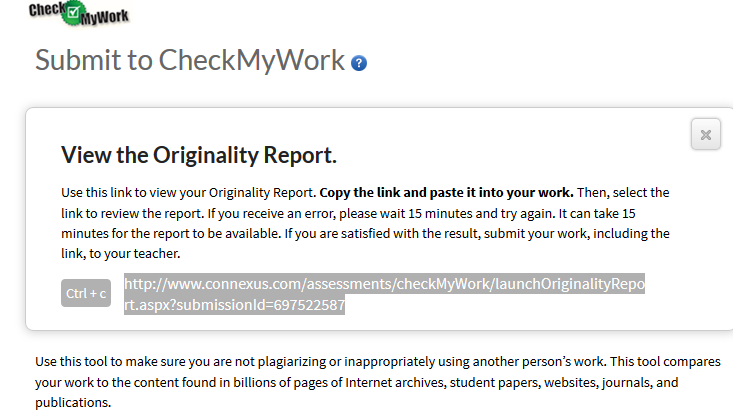 Check MyWork
Submit to CheckMyWork ?
View the Originality Report.
Use this link to view your Originality Report. Copy the link and paste it into your work. Then, select the
link to review the report. If you receive an error, please wait 15 minutes and try again. It can take 15
minutes for the report to be available. If you are satisfied with the result, submit your work, including the
link, to your teacher.
Ctrl + c
http://www.connexus.com/assessments/checkMyWork/launchOriginalityRepo
rt.aspx?submissionId=697522587
Use this tool to make sure you are not plagiarizing or inappropriately using another person’s work. This tool compares
your work to the content found in billions of pages of Internet archives, student papers, websites, journals, and
publications.